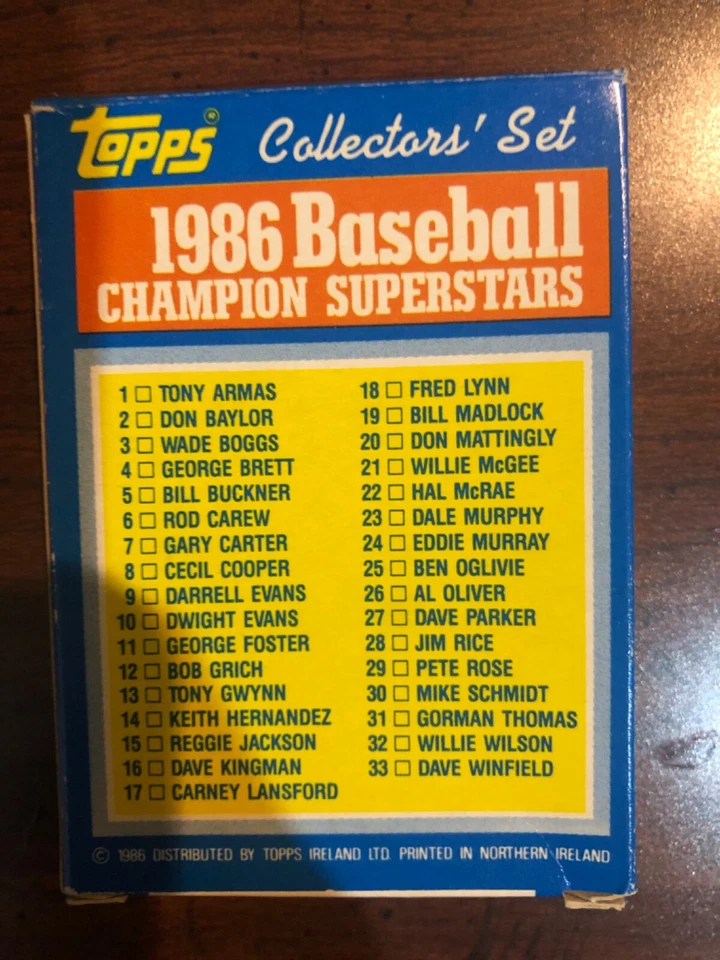 TOPPS® Collectors' Set
1986 Baseball
CHAMPION SUPERSTARS
1 □ TONY ARMAS
2 □ DON BAYLOR
3 □ WADE BOGGS
4 □ GEORGE BRETT
5 □ BILL BUCKNER
6 □ ROD CAREW
7 □ GARY CARTER
8 □ CECIL COOPER
9 □ DARRELL EVANS
10 □ DWIGHT EVANS
11 □ GEORGE FOSTER
12 □ BOB GRICH
13 □ TONY GWYNN
14 □ KEITH HERNANDEZ
15 □ REGGIE JACKSON
16 □ DAVE KINGMAN
17 □ CARNEY LANSFORD
18 □ FRED LYNN
19 □ BILL MADLOCK
20 □ DON MATTINGLY
21 □ WILLIE McGEE
22 □ HAL McRAE
23 □ DALE MURPHY
24 □ EDDIE MURRAY
25 □ BEN OGLIVIE
26 □ AL OLIVER
27 □ DAVE PARKER
28 □ JIM RICE
29 □ PETE ROSE
30 □ MIKE SCHMIDT
31 □ GORMAN THOMAS
32 □ WILLIE WILSON
33 □ DAVE WINFIELD
© 1986 DISTRIBUTED BY TOPPS IRELAND LTD. PRINTED IN NORTHERN IRELAND